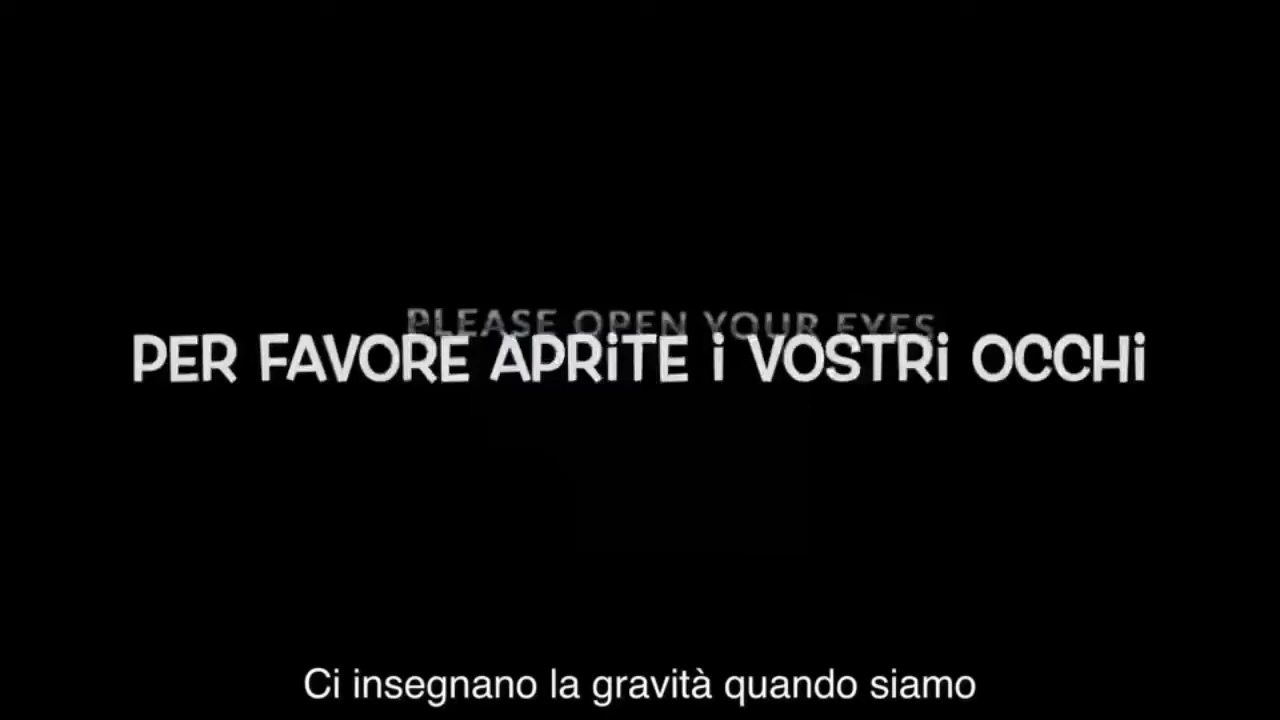 PLEASE OPEN YOUR EYES
PER FAVORE APRiTE i VOSTRi OCCHi
Ci insegnano la gravità quando siamo